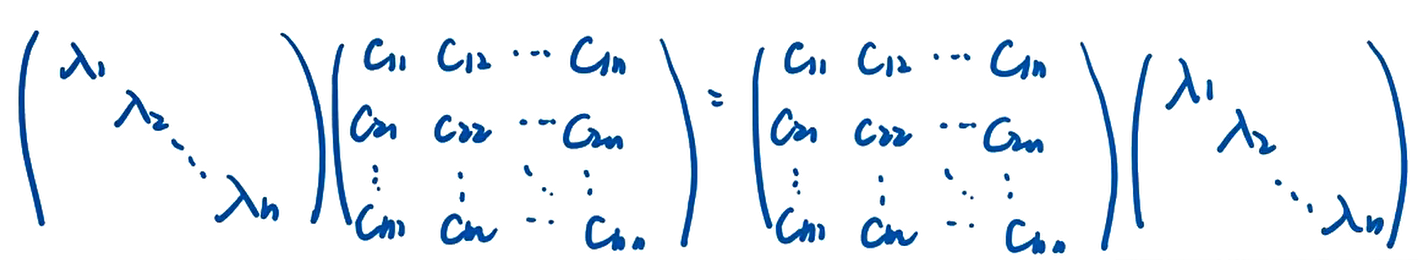 \begin{pmatrix} \lambda_1 & & & \\ & \lambda_2 & & \\ & & \ddots & \\ & & & \lambda_n \end{pmatrix} \begin{pmatrix} C_{11} & C_{12} & \cdots & C_{1n} \\ C_{21} & C_{22} & \cdots & C_{2n} \\ \vdots & \vdots & \ddots & \vdots \\ C_{n1} & C_{n2} & \cdots & C_{nn} \end{pmatrix} = \begin{pmatrix} C_{11} & C_{12} & \cdots & C_{1n} \\ C_{21} & C_{22} & \cdots & C_{2n} \\ \vdots & \vdots & \ddots & \vdots \\ C_{n1} & C_{n2} & \cdots & C_{nn} \end{pmatrix} \begin{pmatrix} \lambda_1 & & & \\ & \lambda_2 & & \\ & & \ddots & \\ & & & \lambda_n \end{pmatrix}